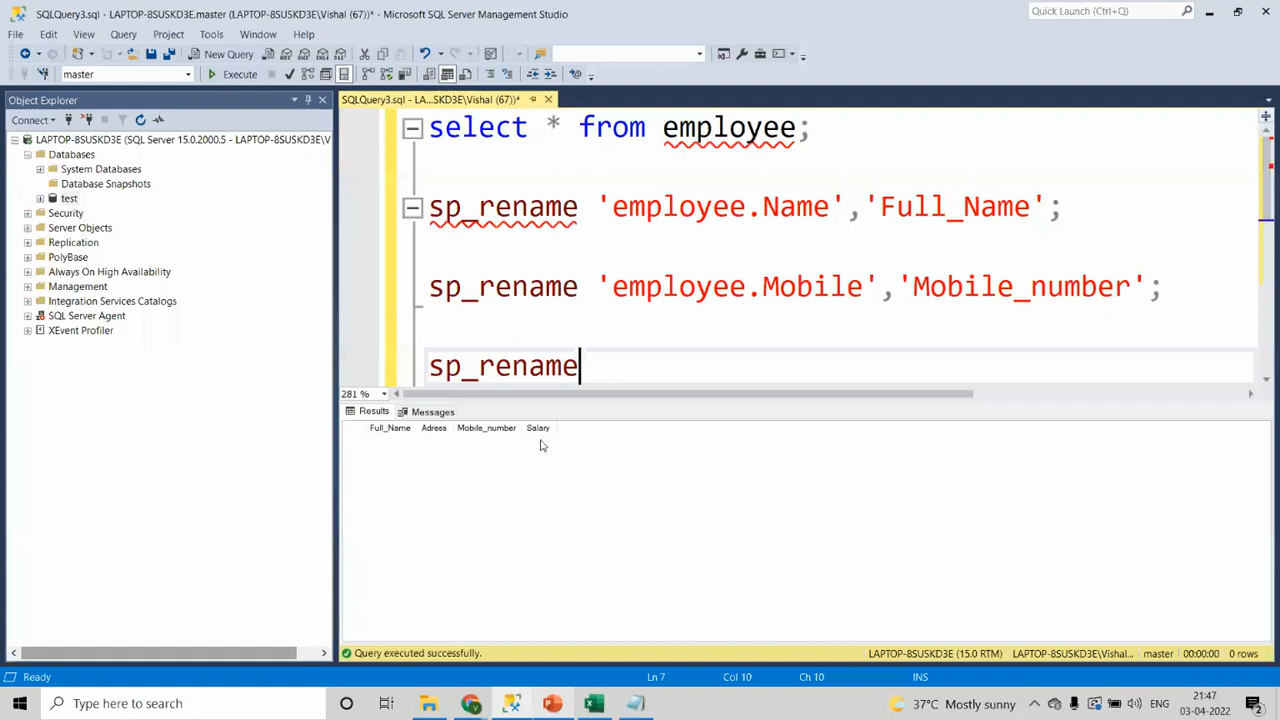 SQLQuery3.sql - LAPTOP-8SUSKD3E.master (LAPTOP-8SUSKD3E\Vishal (67))* - Microsoft SQL Server Management Studio
Quick Launch (Ctrl+Q)
File Edit View Query Project Tools Window Help
New Query
master
Execute
Object Explorer
SQLQuery3.sql - LA...SKD3E\Vishal (67))*
Connect
LAPTOP-8SUSKD3E (SQL Server 15.0.2000.5 - LAPTOP-8SUSKD3E\V
Databases
System Databases
Database Snapshots
test
Security
Server Objects
Replication
PolyBase
Always On High Availability
Management
Integration Services Catalogs
SQL Server Agent
XEvent Profiler
select * from employee;
sp_rename 'employee.Name','Full_Name';
sp_rename 'employee.Mobile','Mobile_number';
sp_rename
281 %
Results Messages
Full_Name Adress Mobile_number Salary
Query executed successfully.
LAPTOP-8SUSKD3E (15.0 RTM) LAPTOP-8SUSKD3E\Vishal... master 00:00:00 0 rows
Ready
Ln 7 Col 10 Ch 10 INS
Type here to search
37°C Mostly sunny
ENG
21:47
03-04-2022
2